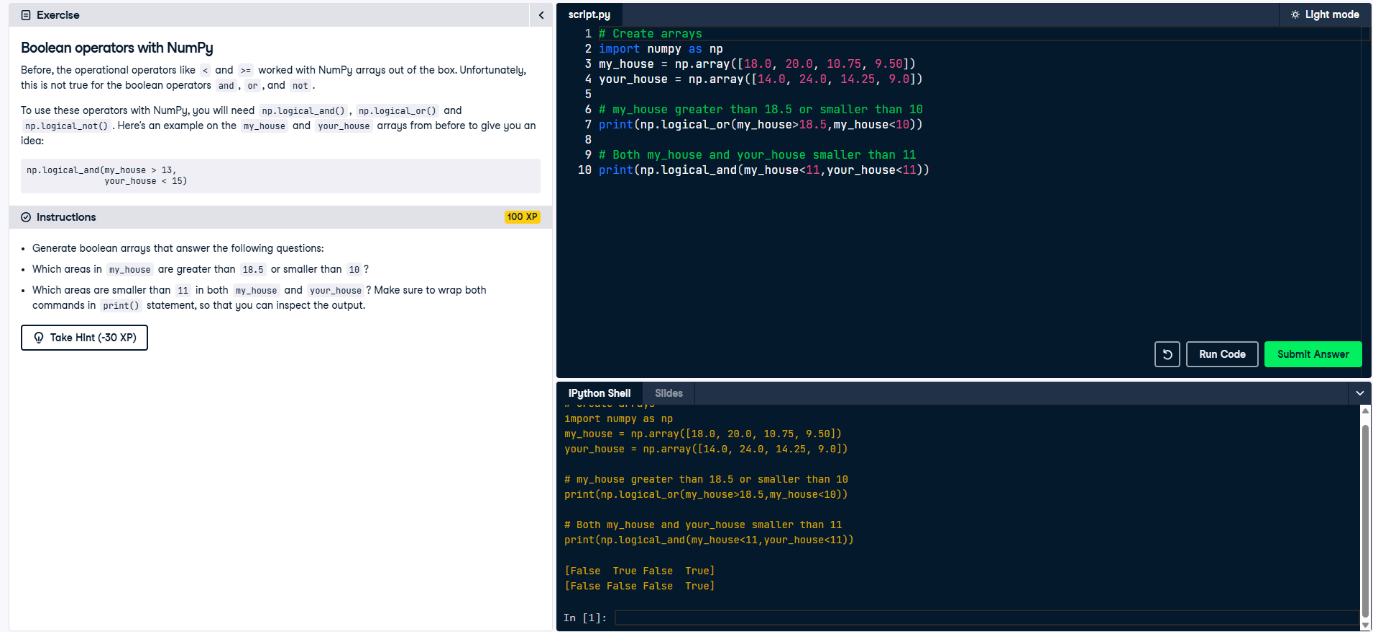 Exercise
Boolean operators with NumPy
Before, the operational operators like < and >= worked with NumPy arrays out of the box. Unfortunately,
this is not true for the boolean operators and , or , and not .
To use these operators with NumPy, you will need np.logical_and() , np.logical_or() and
np.logical_not() . Here's an example on the my_house and your_house arrays from before to give you an
idea:
np.logical_and(my_house > 13,
your_house < 15)
Instructions
100 XP
• Generate boolean arrays that answer the following questions:
• Which areas in my_house are greater than 18.5 or smaller than 10 ?
• Which areas are smaller than 11 in both my_house and your_house ? Make sure to wrap both
commands in print() statement, so that you can inspect the output.
Take Hint (-30 XP)
script.py
Light mode
1 # Create arrays
2 import numpy as np
3 my_house = np.array([18.0, 20.0, 10.75, 9.50])
4 your_house = np.array([14.0, 24.0, 14.25, 9.0])
5
6 # my_house greater than 18.5 or smaller than 10
7 print(np.logical_or(my_house>18.5,my_house<10))
8
9 # Both my_house and your_house smaller than 11
10 print(np.logical_and(my_house<11,your_house<11))
Run Code
Submit Answer
IPython Shell
Slides
# Create arrays
import numpy as np
my_house = np.array([18.0, 20.0, 10.75, 9.50])
your_house = np.array([14.0, 24.0, 14.25, 9.0])
# my_house greater than 18.5 or smaller than 10
print(np.logical_or(my_house>18.5,my_house<10))
# Both my_house and your_house smaller than 11
print(np.logical_and(my_house<11,your_house<11))
[False  True False  True]
[False False False  True]
In [1]: